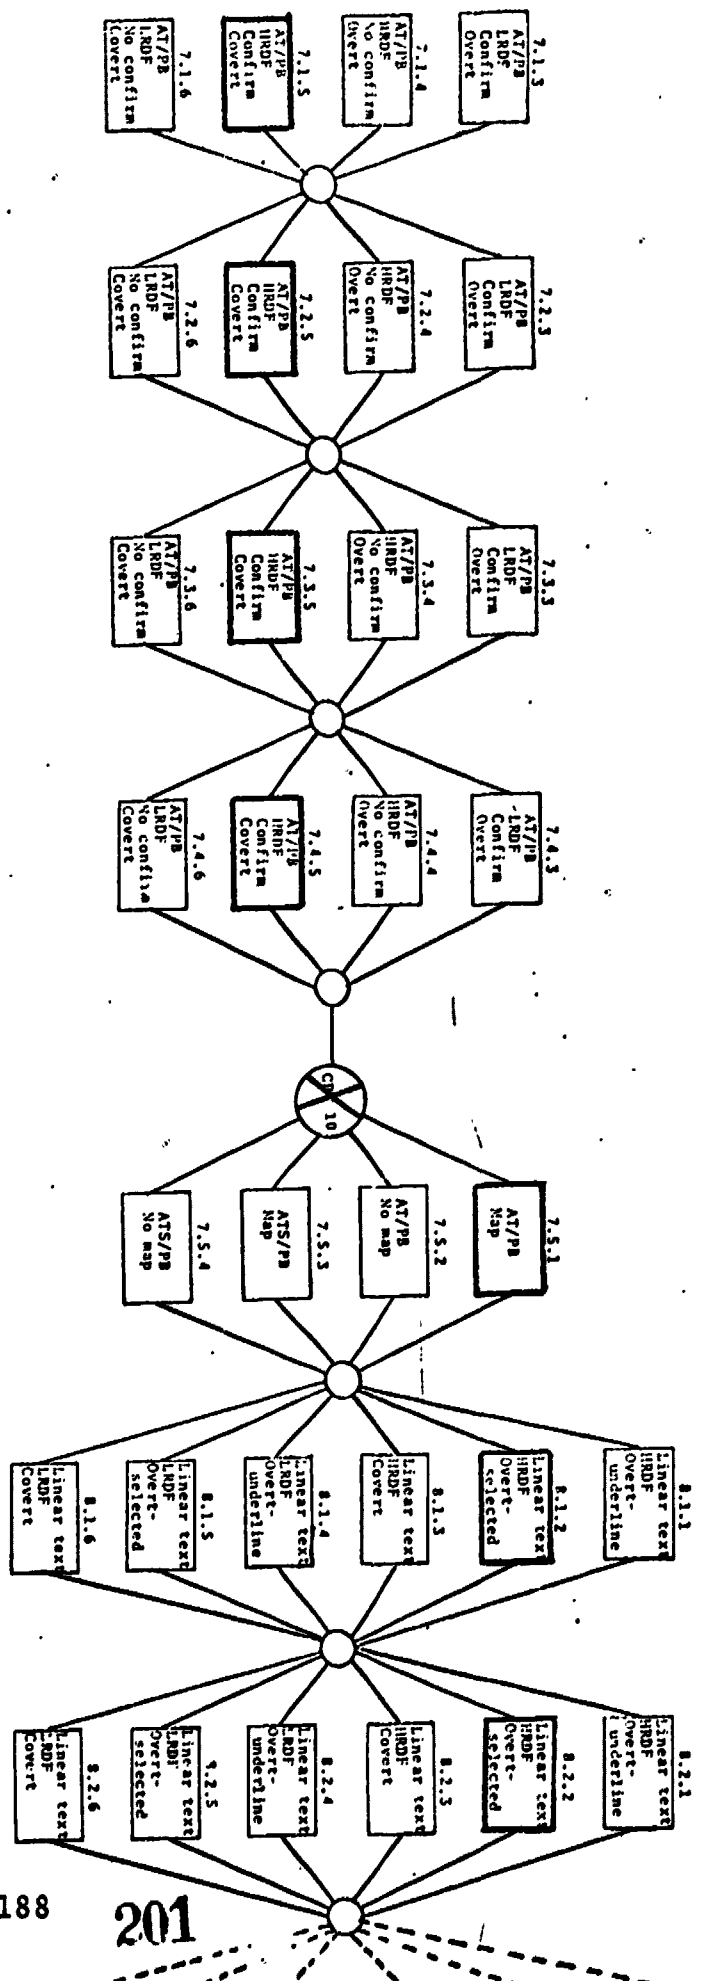 7.1.3
AT/PB
LRDF
Confirm
Overt
7.1.4
AT/PB
HRDF
No confirm
Overt
7.1.5
AT/PB
HRDF
Confirm
Covert
7.1.6
AT/PB
LRDF
No confirm
Covert
7.2.3
AT/PB
LRDF
Confirm
Overt
7.2.4
AT/PB
HRDF
No confirm
Overt
7.2.5
AT/PB
HRDF
Confirm
Covert
7.2.6
AT/PB
LRDF
No confirm
Covert
7.3.3
AT/PB
LRDF
Confirm
Overt
7.3.4
AT/PB
HRDF
No confirm
Overt
7.3.5
AT/PB
HRDF
Confirm
Covert
7.3.6
AT/PB
LRDF
No confirm
Covert
7.4.3
AT/PB
LRDF
Confirm
Overt
7.4.4
AT/PB
HRDF
No confirm
Overt
7.4.5
AT/PB
HRDF
Confirm
Covert
7.4.6
AT/PB
LRDF
No confirm
Covert
10
7.5.1
AT/PB
Map
7.5.2
AT/PB
No map
7.5.3
ATS/PB
Map
7.5.4
ATS/PB
No map
8.1.1
Linear text
HRDF
Overt-
underline
8.1.2
Linear text
HRDF
Overt-
selected
8.1.3
Linear text
HRDF
Covert
8.1.4
Linear text
LRDF
Overt-
underline
8.1.5
Linear text
LRDF
Overt-
selected
8.1.6
Linear text
LRDF
Covert
8.2.1
Linear text
HRDF
Overt-
underline
8.2.2
Linear text
HRDF
Overt-
selected
8.2.3
Linear text
HRDF
Covert
8.2.4
Linear text
LRDF
Overt-
underline
8.2.5
Linear text
LRDF
Overt-
selected
8.2.6
Linear text
LRDF
Covert
188
201